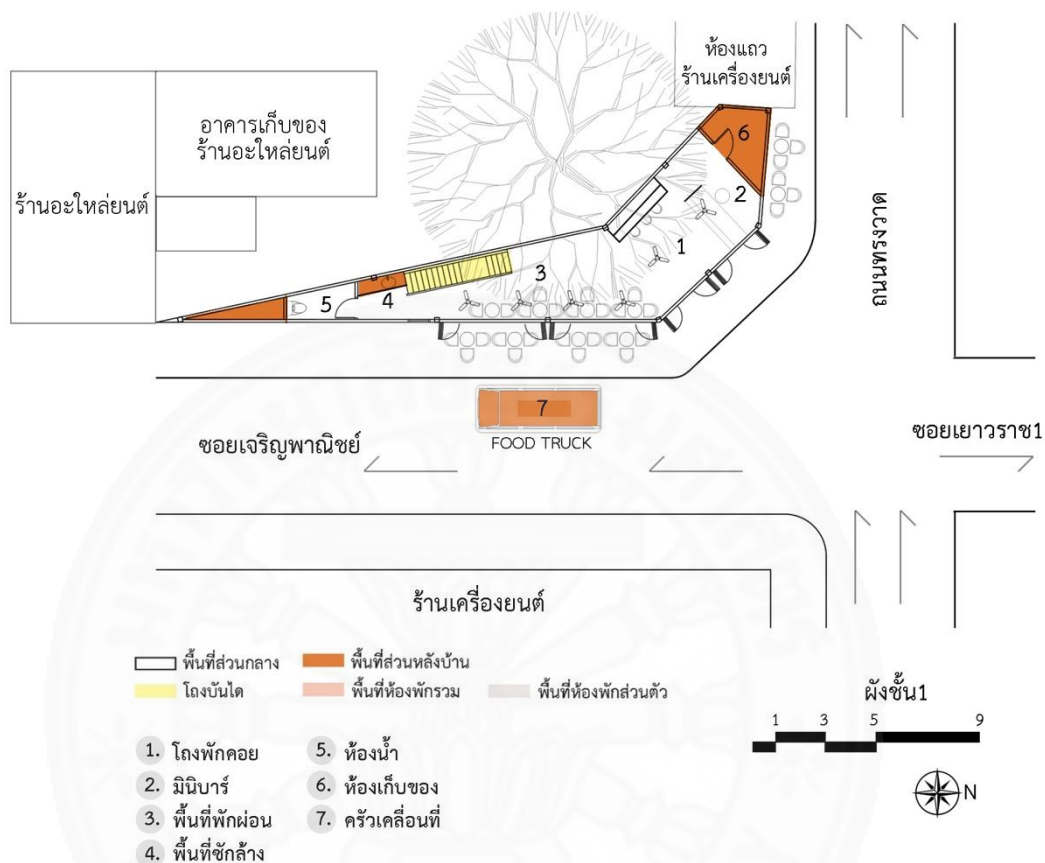 ห้องแถว
ร้านเครื่องยนต์
อาคารเก็บของ
ร้านอะไหล่ยนต์
ร้านอะไหล่ยนต์
6
2
1
3
5
4
ถนนทรงวาด
7
FOOD TRUCK
ซอยเจริญพาณิชย์
ซอยเยาวราช1
ร้านเครื่องยนต์
พื้นที่ส่วนกลาง
พื้นที่ส่วนหลังบ้าน
โถงบันได
พื้นที่ห้องพักรวม
พื้นที่ห้องพักส่วนตัว
ผังชั้น1
1 3 5 9
N
1. โถงพักคอย
2. มินิบาร์
3. พื้นที่พักผ่อน
4. พื้นที่ซักล้าง
5. ห้องน้ำ
6. ห้องเก็บของ
7. ครัวเคลื่อนที่